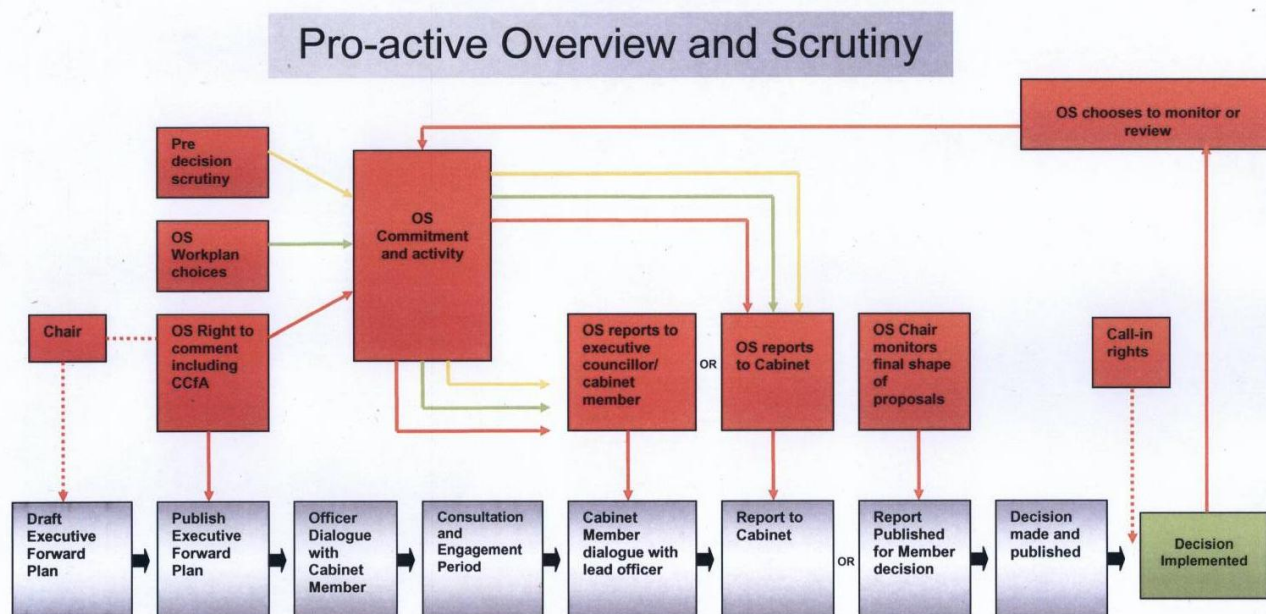 Pro-active Overview and Scrutiny
OS chooses to monitor or
review
Pre
decision
scrutiny
OS
Workplan
choices
OS
Commitment
and activity
Chair
OS Right to
comment
including
CCfA
OS reports to
executive
councillor/
cabinet
member
OR
OS reports
to Cabinet
OS Chair
monitors
final shape
of
proposals
Call-in
rights
Draft
Executive
Forward
Plan
Publish
Executive
Forward
Plan
Officer
Dialogue
with
Cabinet
Member
Consultation
and
Engagement
Period
Cabinet
Member
dialogue with
lead officer
Report to
Cabinet
OR
Report
Published
for Member
decision
Decision
made and
published
Decision
Implemented